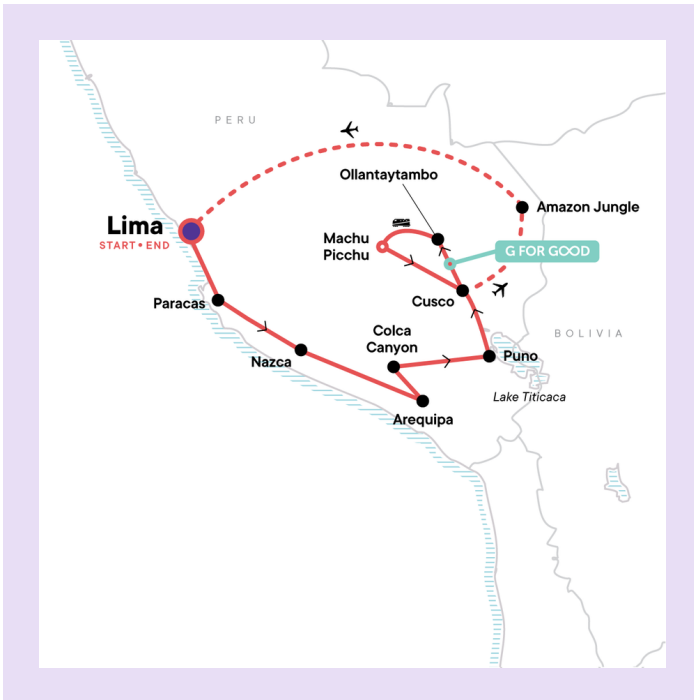 PERU
Ollantaytambo
Amazon Jungle
Lima
START • END
Machu
Picchu
G FOR GOOD
Cusco
Paracas
Colca
Canyon
BOLIVIA
Nazca
Puno
Lake Titicaca
Arequipa